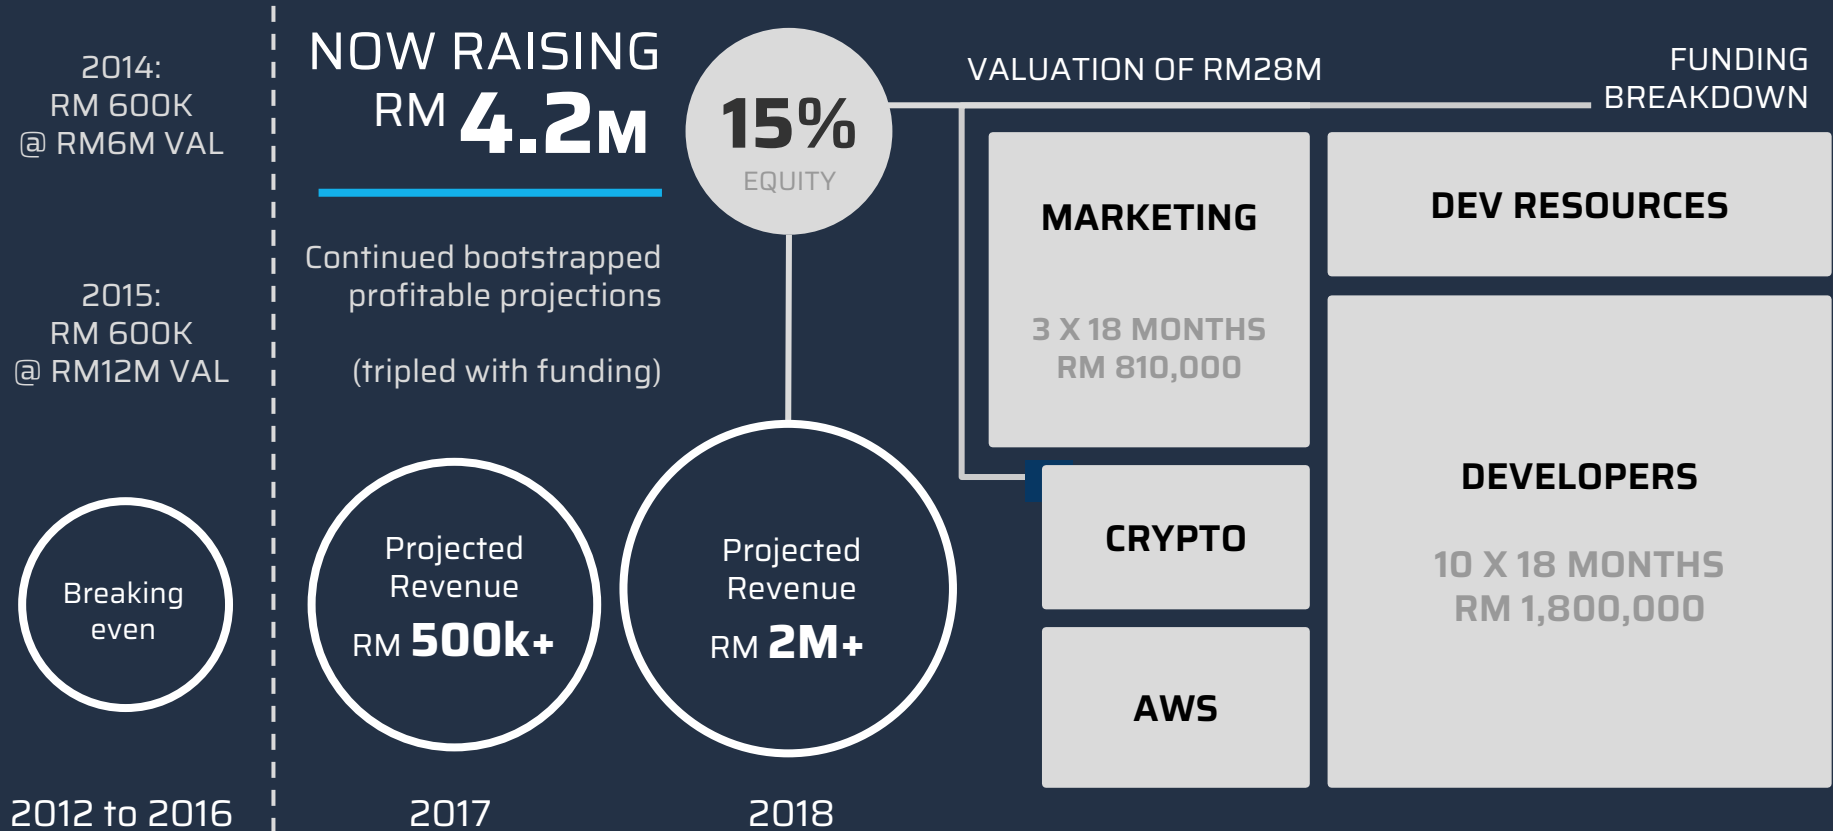 2014:
RM 600K
@ RM6M VAL
2015:
RM 600K
@ RM12M VAL
Breaking
even
2012 to 2016
NOW RAISING
RM 4.2M
Continued bootstrapped
profitable projections
(tripled with funding)
Projected
Revenue
RM 500k+
2017
15%
EQUITY
Projected
Revenue
RM 2M+
2018
VALUATION OF RM28M
FUNDING
BREAKDOWN
MARKETING
3 X 18 MONTHS
RM 810,000
DEV RESOURCES
CRYPTO
AWS
DEVELOPERS
10 X 18 MONTHS
RM 1,800,000